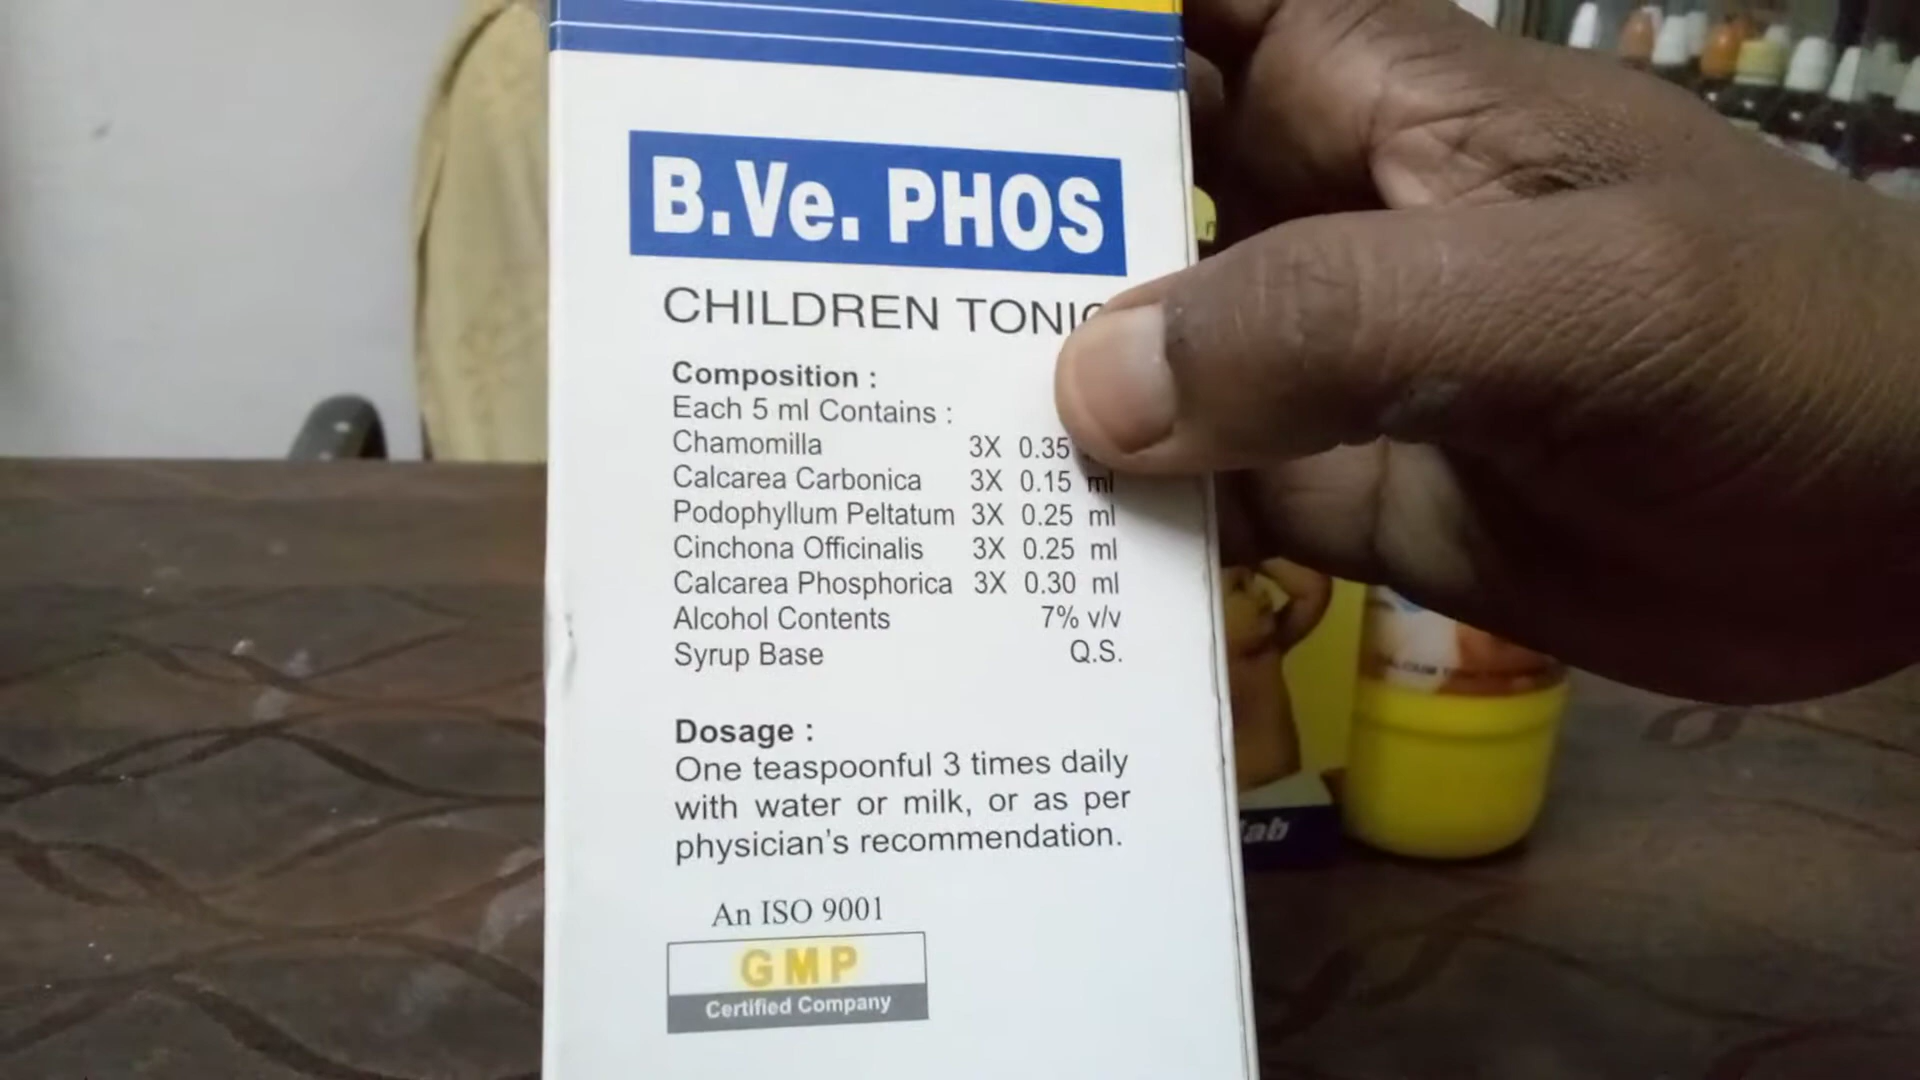 B.Ve. PHOS
CHILDREN TONIC
Composition :
Each 5 ml Contains :
Chamomilla 3X 0.35
Calcarea Carbonica 3X 0.15 ml
Podophyllum Peltatum 3X 0.25 ml
Cinchona Officinalis 3X 0.25 ml
Calcarea Phosphorica 3X 0.30 ml
Alcohol Contents 7% v/v
Syrup Base Q.S.
Dosage :
One teaspoonful 3 times daily
with water or milk, or as per
physician's recommendation.
An ISO 9001
GMP
Certified Company